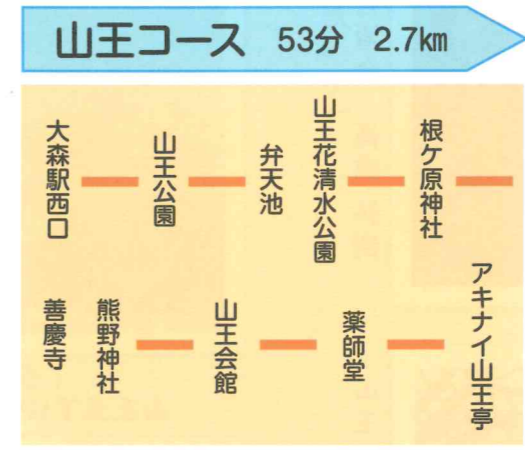 山王コース 53分 2.7km
大森駅西口
山王公園
弁天池
山王花清水公園
根ケ原神社
アキナイ山王亭
薬師堂
山王会館
熊野神社
善慶寺